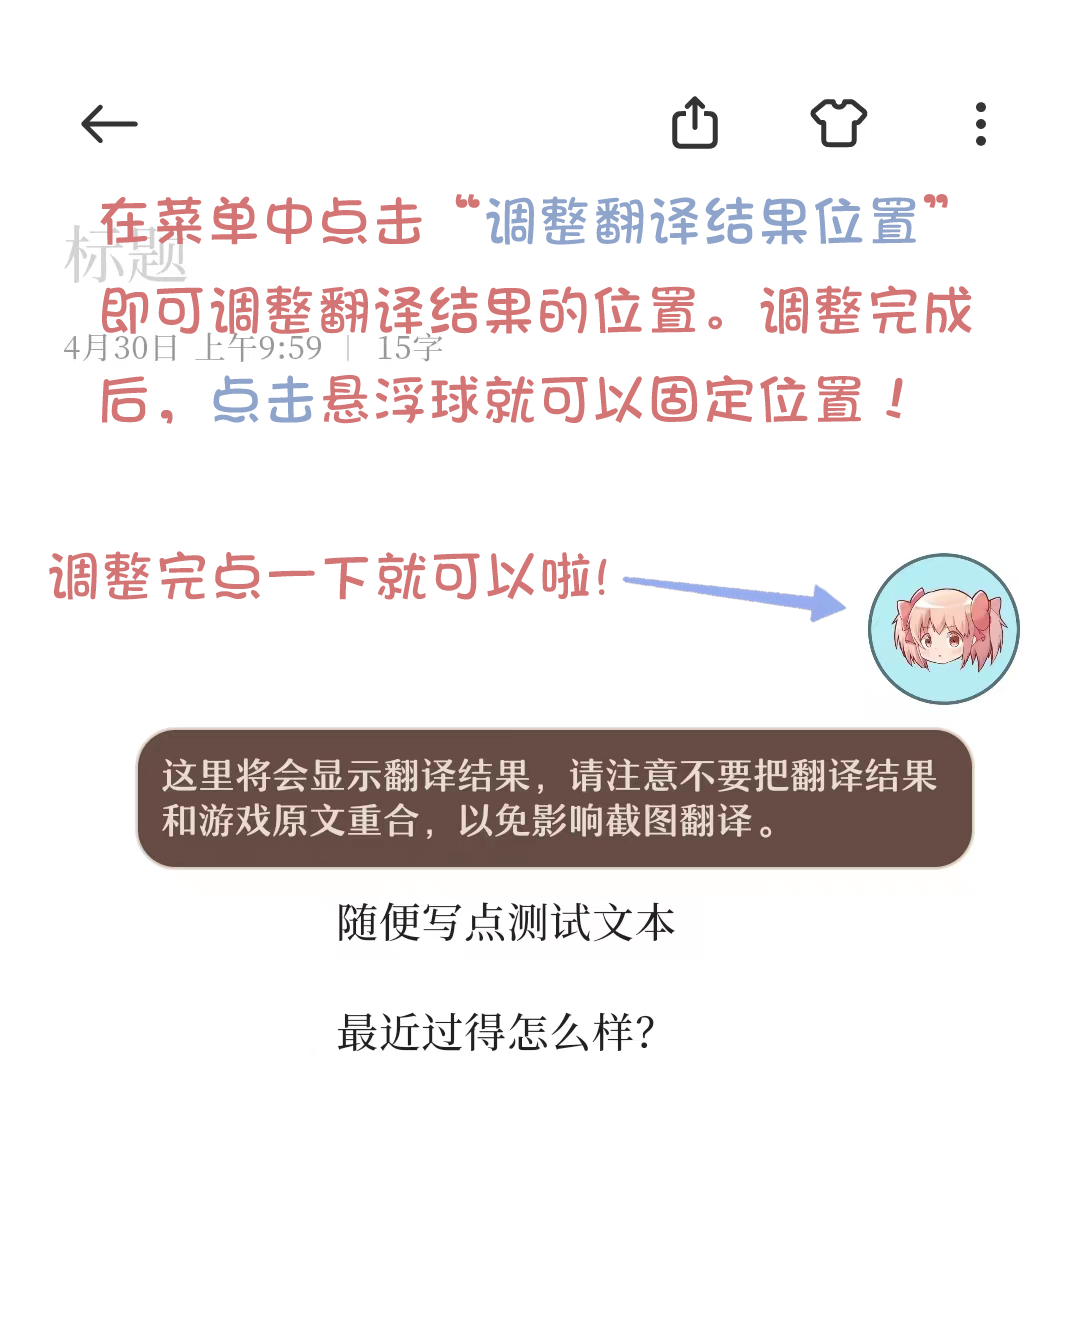 在菜单中点击“调整翻译结果位置”
标题
即可调整翻译结果的位置。调整完成
4月30日 上午9:59 | 15字
后，点击悬浮球就可以固定位置！
调整完点一下就可以啦!
这里将会显示翻译结果，请注意不要把翻译结果
和游戏原文重合，以免影响截图翻译。
随便写点测试文本
最近过得怎么样？